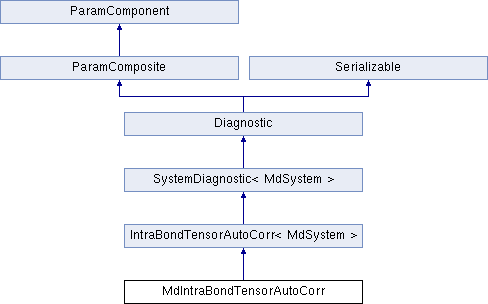 ParamComponent
ParamComposite
Serializable
Diagnostic
SystemDiagnostic< MdSystem >
IntraBondTensorAutoCorr< MdSystem >
MdIntraBondTensorAutoCorr